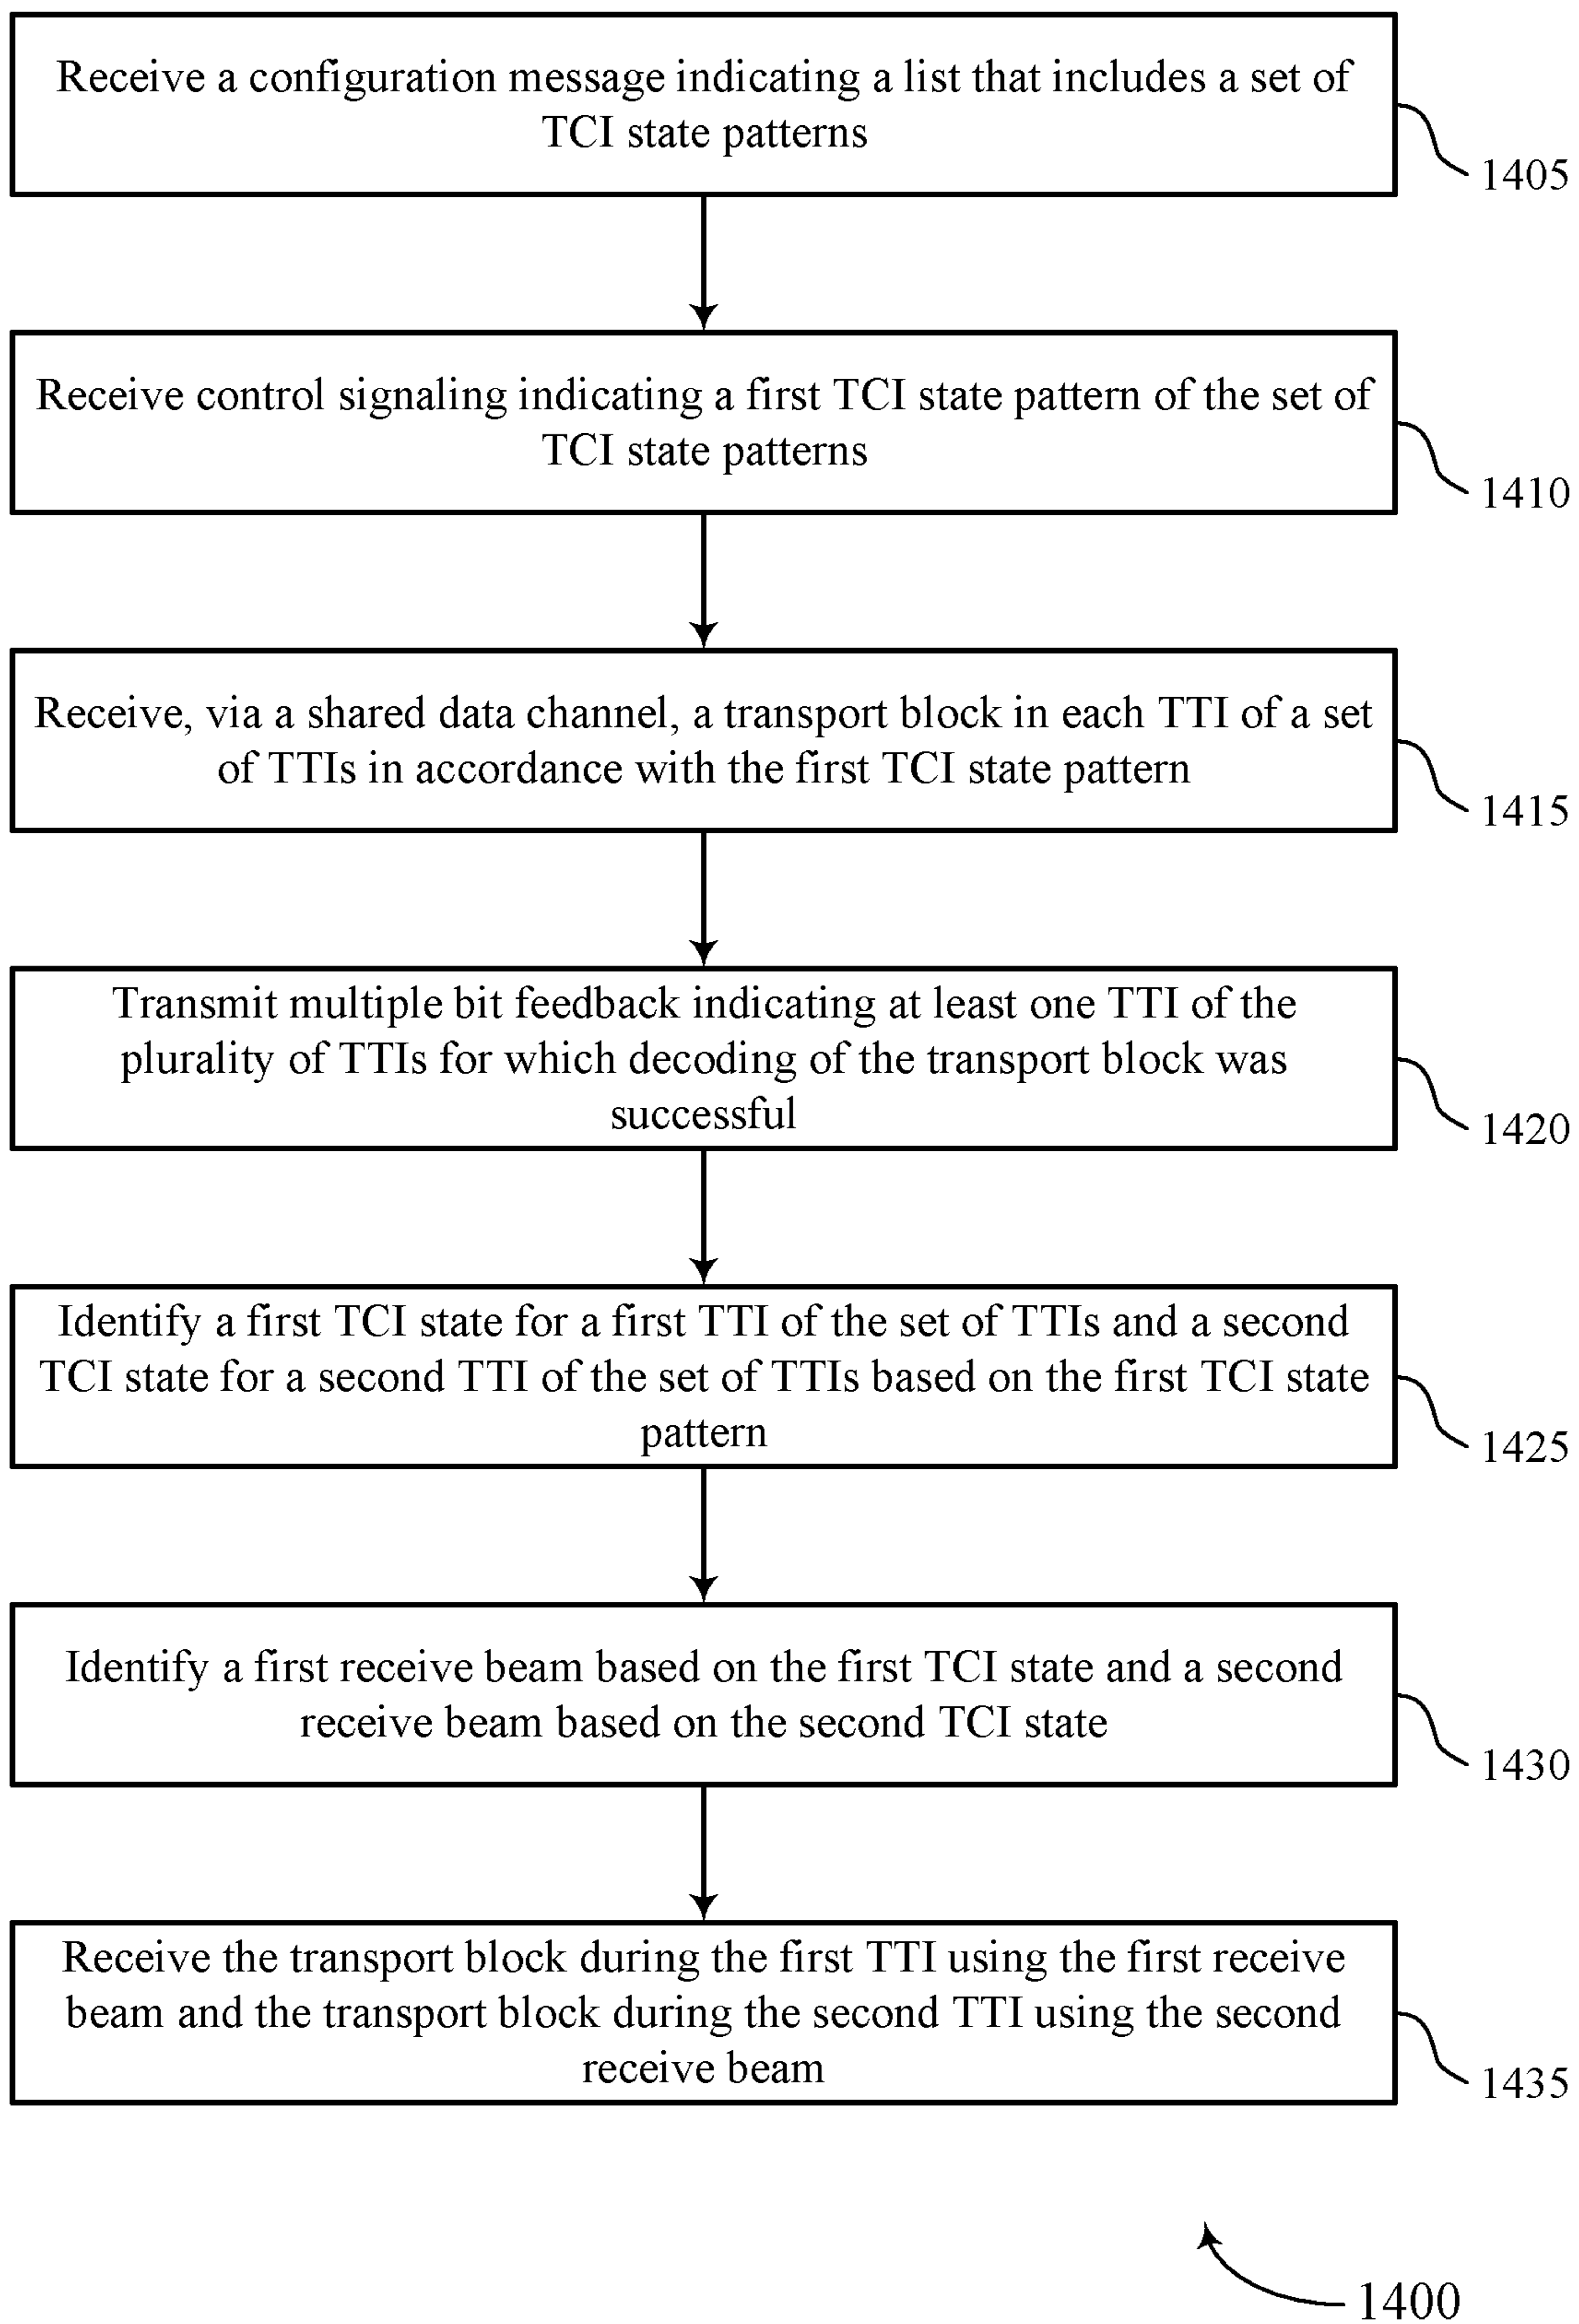 Receive a configuration message indicating a list that includes a set of
TCI state patterns
1405
Receive control signaling indicating a first TCI state pattern of the set of
TCI state patterns
1410
Receive, via a shared data channel, a transport block in each TTI of a set
of TTIs in accordance with the first TCI state pattern
1415
Transmit multiple bit feedback indicating at least one TTI of the
plurality of TTIs for which decoding of the transport block was
successful
1420
Identify a first TCI state for a first TTI of the set of TTIs and a second
TCI state for a second TTI of the set of TTIs based on the first TCI state
pattern
1425
Identify a first receive beam based on the first TCI state and a second
receive beam based on the second TCI state
1430
Receive the transport block during the first TTI using the first receive
beam and the transport block during the second TTI using the second
receive beam
1435
1400